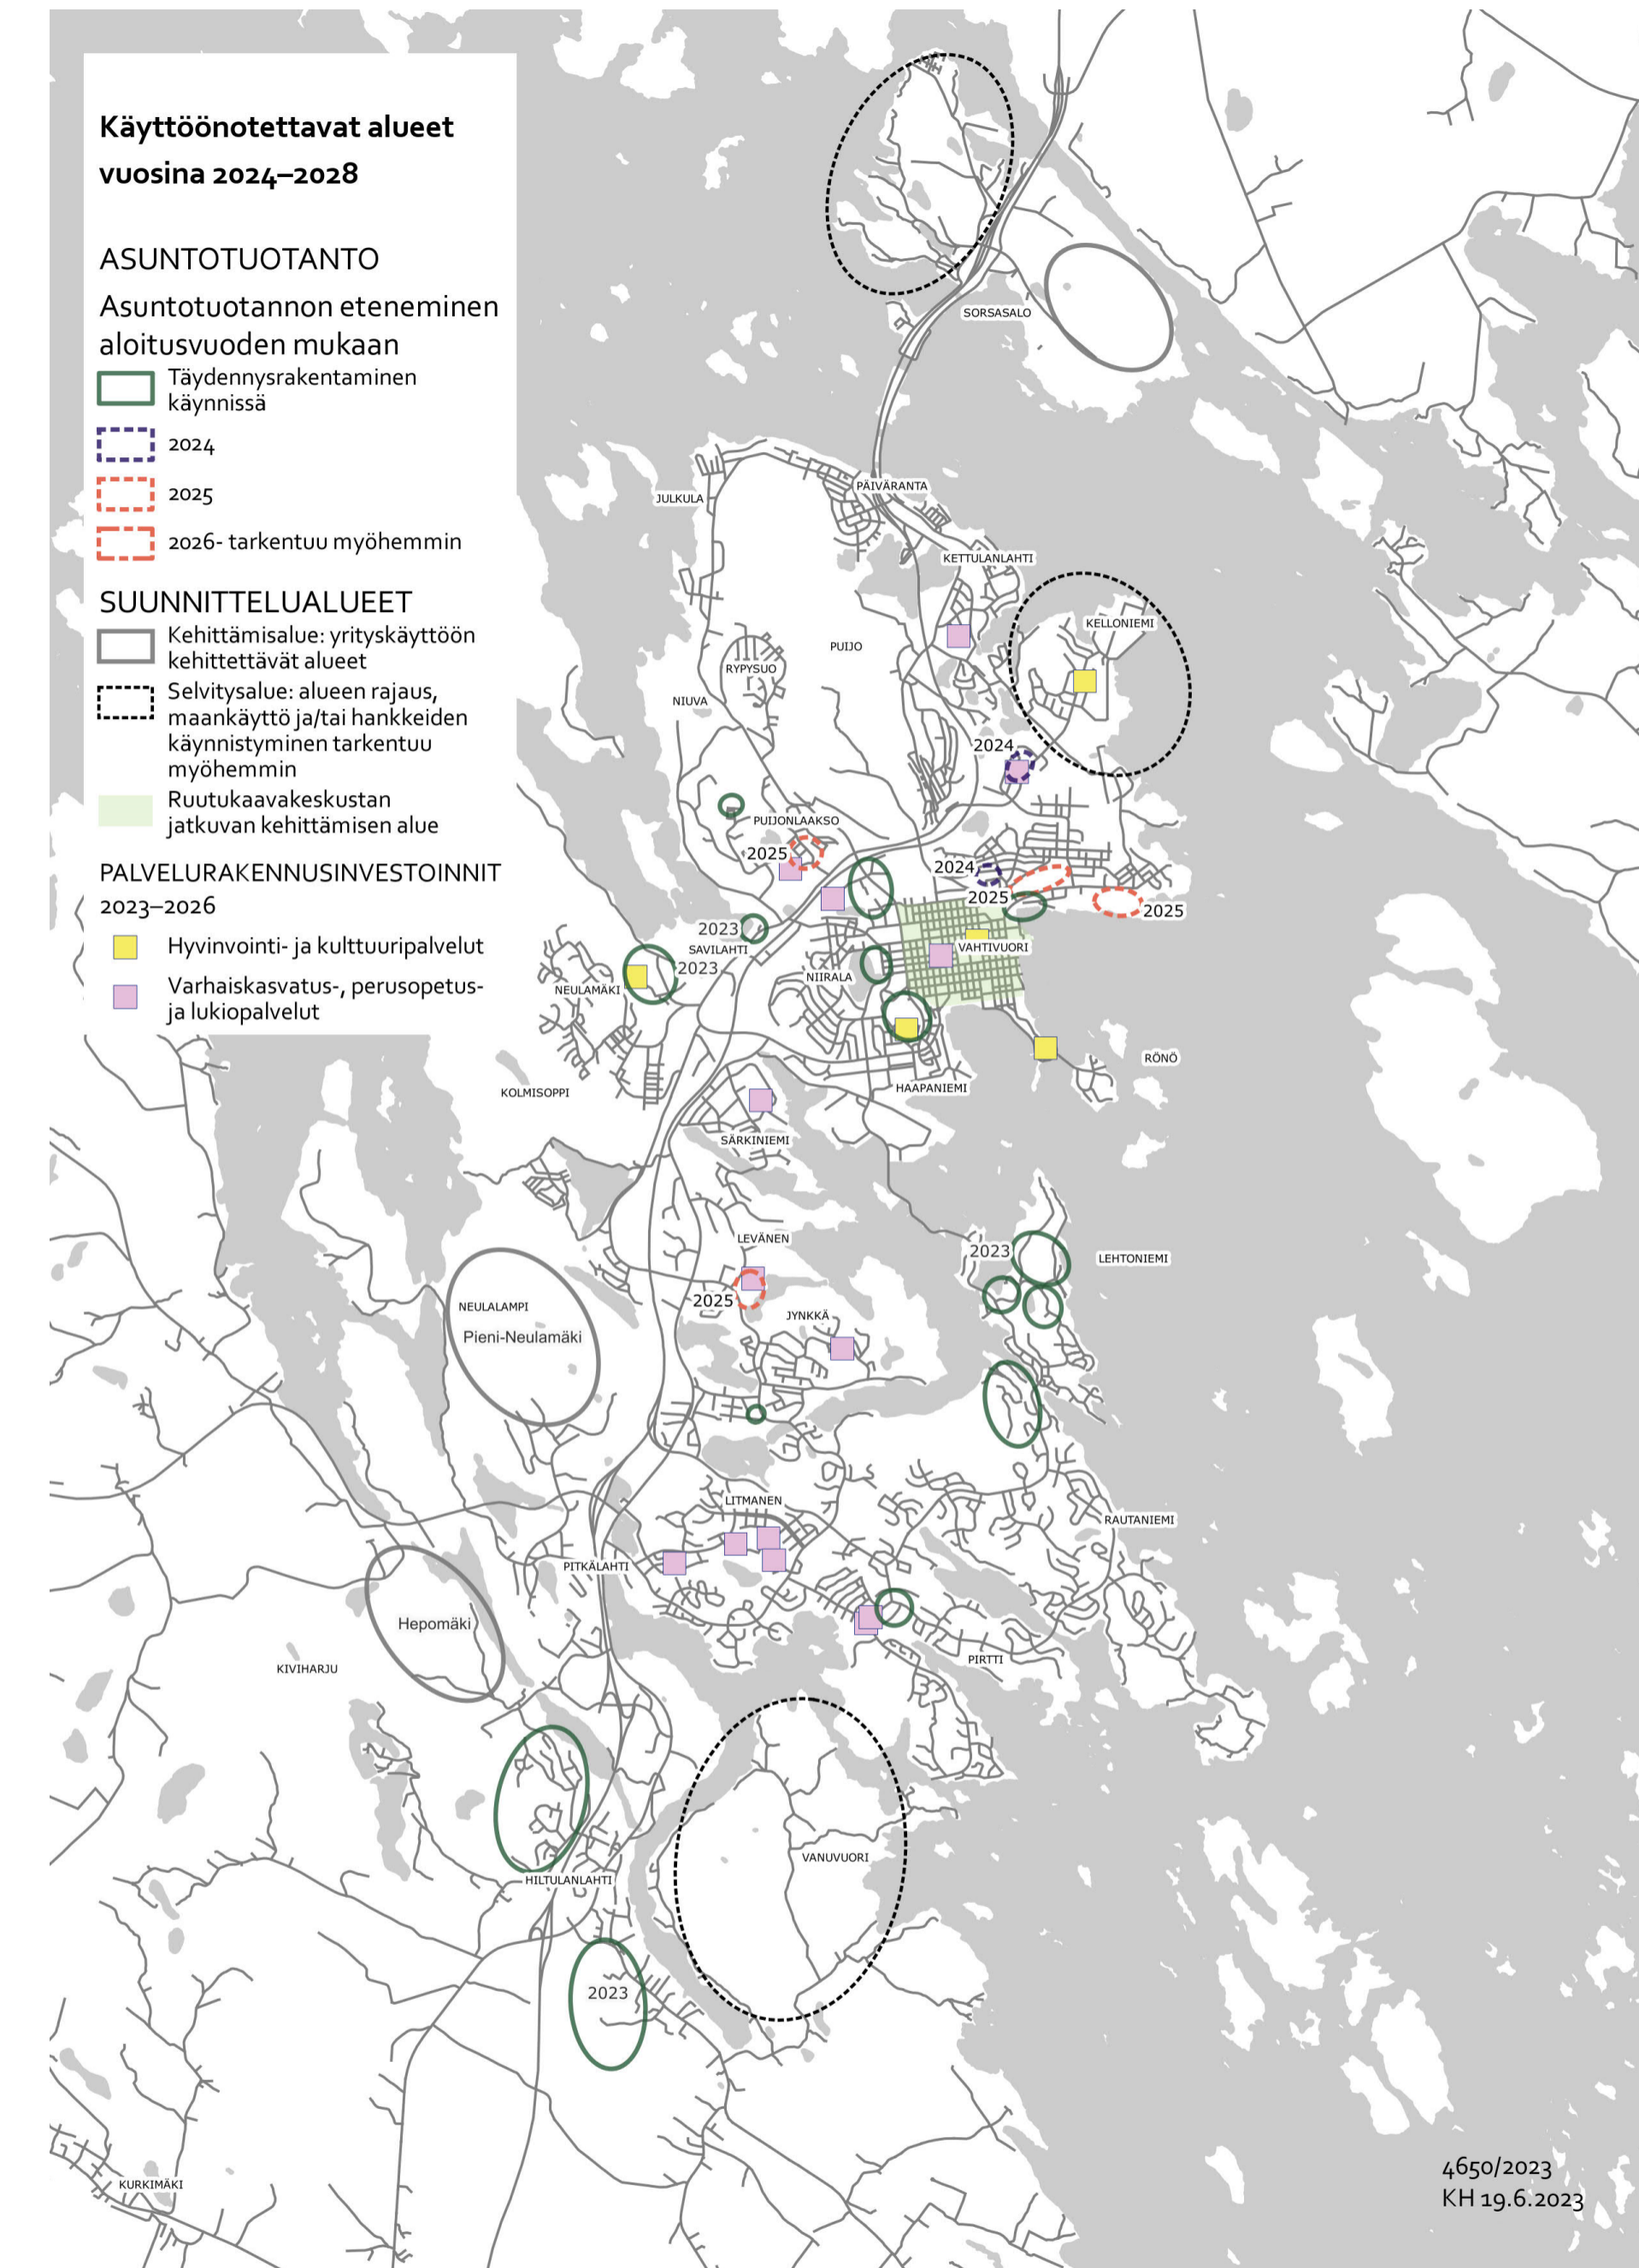 Käyttöönotettavat alueet
vuosina 2024–2028
ASUNTOTUOTANTO
Asuntotuotannon eteneminen
aloitusvuoden mukaan
Täydennysrakentaminen
käynnissä
2024
2025
2026- tarkentuu myöhemmin
SUUNNITTELUALUEET
Kehittämisalue: yrityskäyttöön
kehittettävät alueet
Selvitysalue: alueen rajaus,
maankäyttö ja/tai hankkeiden
käynnistyminen tarkentuu
myöhemmin
Ruutukaavakeskustan
jatkuvan kehittämisen alue
PALVELURAKENNUSINVESTOINNIT
2023–2026
Hyvinvointi- ja kulttuuripalvelut
Varhaiskasvatus-, perusopetus-
ja lukiopalvelut
SORSASALO
PÄIVÄRANTA
JULKULA
KETTULANLAHTI
KELLONIEMI
PUIJO
RYPYSUO
NIUVA
2024
PUIJONLAAKSO
2025
2024
2025
2025
2023
SAVILAHTI
VAHTIVUORI
2023
NIIRALA
NEULAMÄKI
RÖNÖ
HAAPANIEMI
KOLMISOPPI
SÄRKINIEMI
LEVÄNEN
2023
LEHTONIEMI
2025
NEULALAMPI
JYNKKÄ
Pieni-Neulamäki
LITMANEN
RAUTANIEMI
PITKÄLAHTI
Hepomäki
PIRTTI
KIVIHARJU
VANUVUORI
HILTULANLAHTI
2023
KURKIMÄKI
4650/2023
KH 19.6.2023